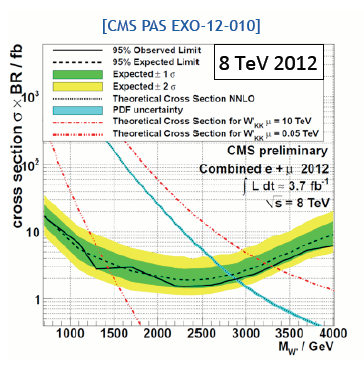 [CMS PAS EXO-12-010]
95% Observed Limit
95% Expected Limit
Expected ± 1 σ
Expected ± 2 σ
Theoretical Cross Section NNLO
PDF uncertainty
Theoretical Cross Section for W'KK μ = 10 TeV
Theoretical Cross Section for W'KK μ = 0.05 TeV
8 TeV 2012
CMS preliminary
Combined e + μ 2012
∫ L dt ≈ 3.7 fb⁻¹
√s = 8 TeV
cross section σ × BR / fb
10³
10²
10
1
1000 1500 2000 2500 3000 3500 4000
MW' / GeV